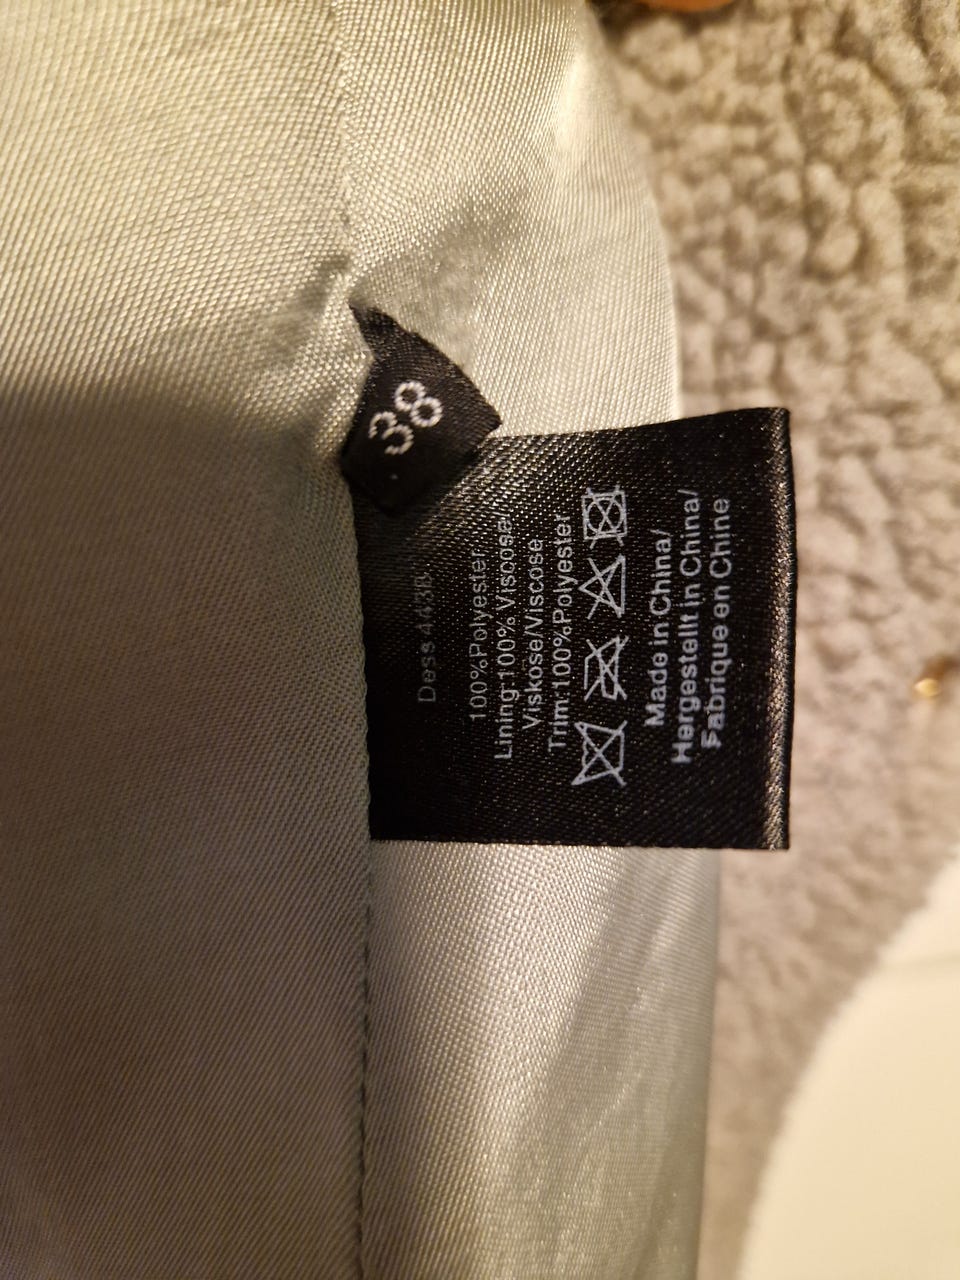 38
Dess 4438
100%Polyester
Lining:100% Viscose
Viskose/Viscose
Trim:100%Polyester
Made in China/
Hergestellt in China/
Fabrique en Chine